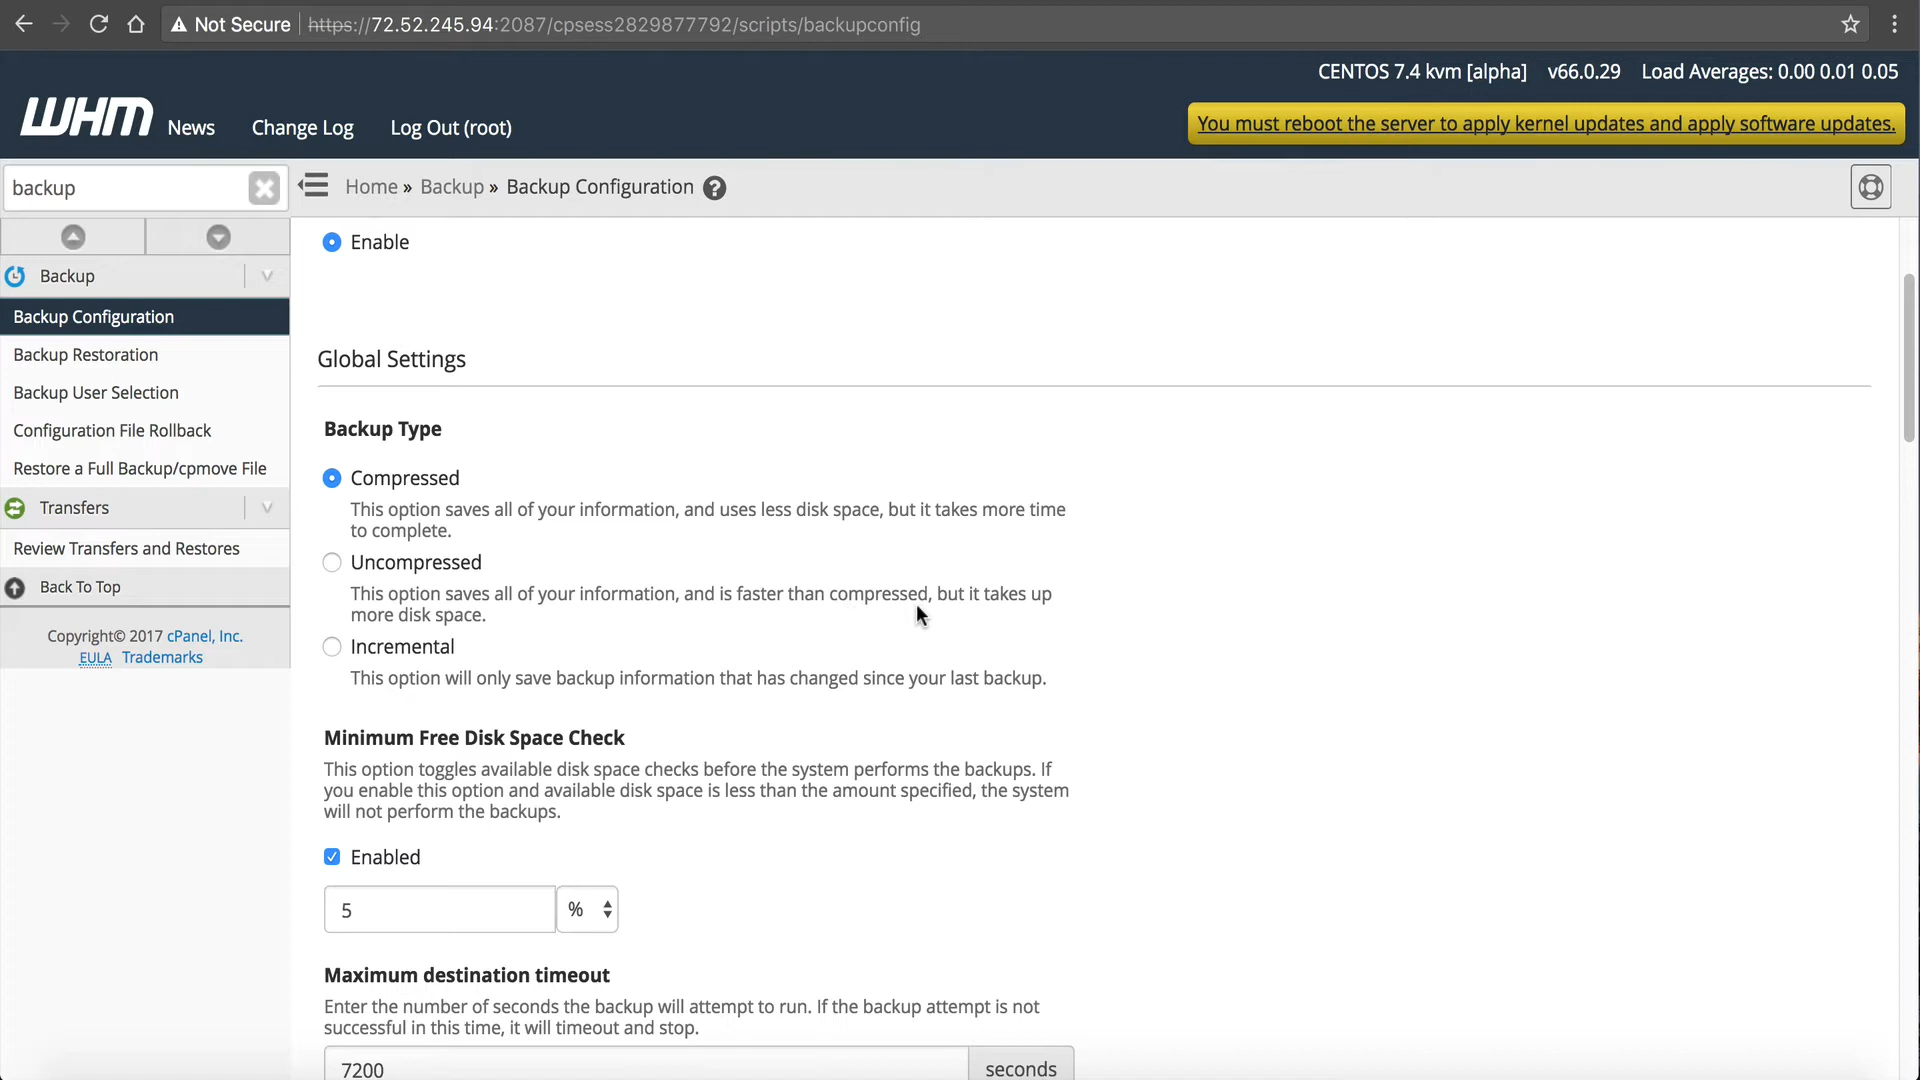 Not Secure https://72.52.245.94:2087/cpsess2829877792/scripts/backupconfig
CENTOS 7.4 kvm [alpha] v66.0.29 Load Averages: 0.00 0.01 0.05
WHM News Change Log Log Out (root)
You must reboot the server to apply kernel updates and apply software updates.
backup
Home » Backup » Backup Configuration
Backup
Backup Configuration
Backup Restoration
Backup User Selection
Configuration File Rollback
Restore a Full Backup/cpmove File
Transfers
Review Transfers and Restores
Back To Top
Copyright© 2017 cPanel, Inc.
EULA Trademarks
Enable
Global Settings
Backup Type
Compressed
This option saves all of your information, and uses less disk space, but it takes more time
to complete.
Uncompressed
This option saves all of your information, and is faster than compressed, but it takes up
more disk space.
Incremental
This option will only save backup information that has changed since your last backup.
Minimum Free Disk Space Check
This option toggles available disk space checks before the system performs the backups. If
you enable this option and available disk space is less than the amount specified, the system
will not perform the backups.
Enabled
5 %
Maximum destination timeout
Enter the number of seconds the backup will attempt to run. If the backup attempt is not
successful in this time, it will timeout and stop.
7200 seconds